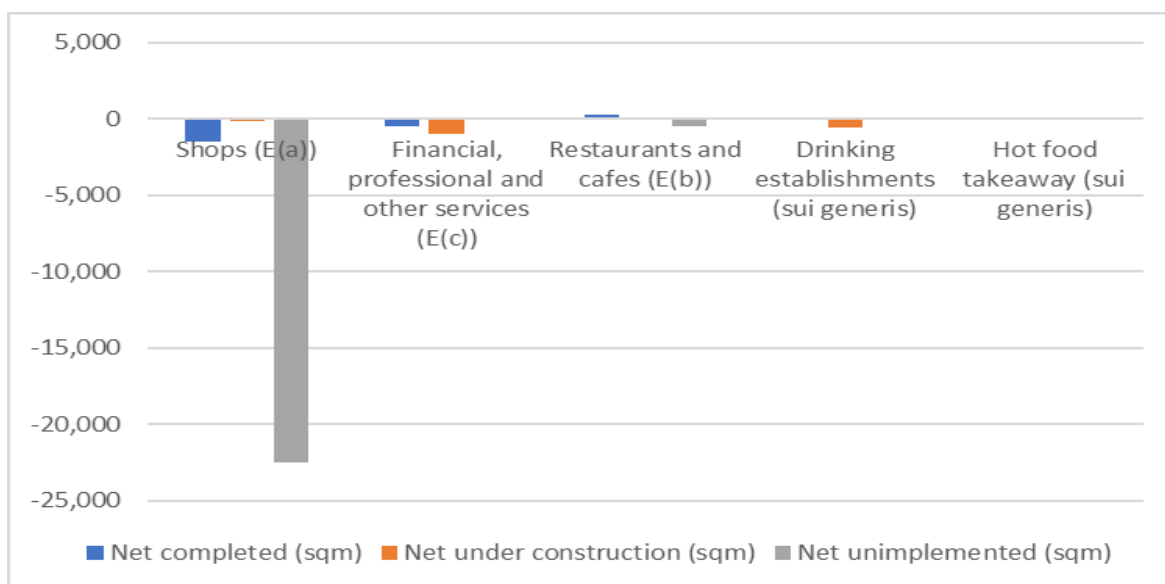 5,000
0
-5,000
-10,000
-15,000
-20,000
-25,000
Shops (E(a))
Financial,
professional and
other services
(E(c))
Restaurants and
cafes (E(b))
Drinking
establishments
(sui generis)
Hot food
takeaway (sui
generis)
Net completed (sqm)
Net under construction (sqm)
Net unimplemented (sqm)